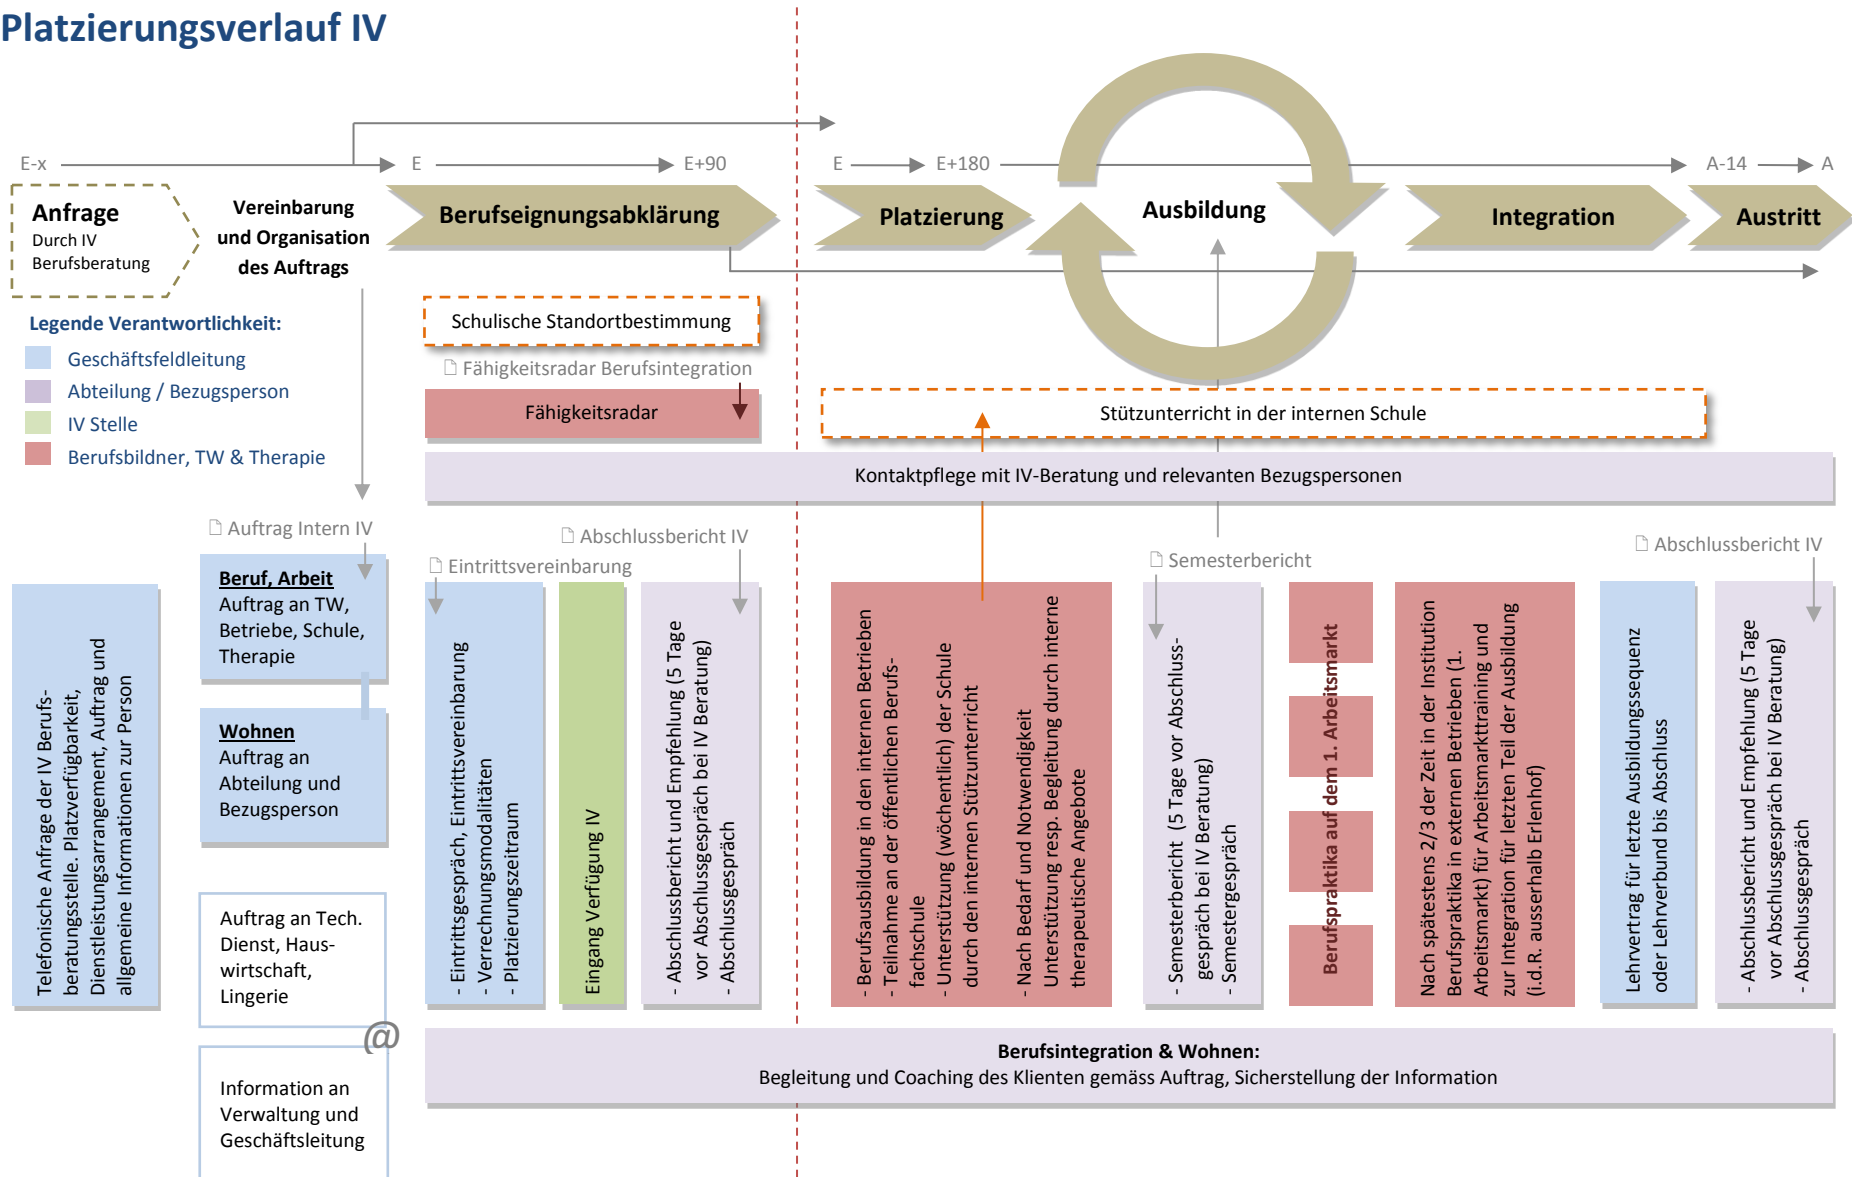 Platzierungsverlauf IV
E-x
E
E+90
E
E+180
A-14
A
Anfrage
Durch IV
Berufsberatung
Vereinbarung
und Organisation
des Auftrags
Berufseignungsabklärung
Platzierung
Ausbildung
Integration
Austritt
Legende Verantwortlichkeit:
Geschäftsfeldleitung
Abteilung / Bezugsperson
IV Stelle
Berufsbildner, TW & Therapie
Schulische Standortbestimmung
Fähigkeitsradar Berufsintegration
Fähigkeitsradar
Stützunterricht in der internen Schule
Kontaktpflege mit IV-Beratung und relevanten Bezugspersonen
Auftrag Intern IV
Eintrittsvereinbarung
Abschlussbericht IV
Semesterbericht
Abschlussbericht IV
Telefonische Anfrage der IV Berufs-
beratungsstelle. Platzverfügbarkeit,
Dienstleistungsarrangement, Auftrag und
allgemeine Informationen zur Person
Beruf, Arbeit
Auftrag an TW,
Betriebe, Schule,
Therapie
Wohnen
Auftrag an
Abteilung und
Bezugsperson
Auftrag an Tech.
Dienst, Haus-
wirtschaft,
Lingerie
@
Information an
Verwaltung und
Geschäftsleitung
- Eintrittsgespräch, Eintrittsvereinbarung
- Verrechnungsmodalitäten
- Platzierungszeitraum
Eingang Verfügung IV
- Abschlussbericht und Empfehlung (5 Tage
vor Abschlussgespräch bei IV Beratung)
- Abschlussgespräch
- Berufsausbildung in den internen Betrieben
- Teilnahme an der öffentlichen Berufs-
fachschule
- Unterstützung (wöchentlich) der Schule
durch den internen Stützunterricht
- Nach Bedarf und Notwendigkeit
Unterstützung resp. Begleitung durch interne
therapeutische Angebote
- Semesterbericht (5 Tage vor Abschluss-
gespräch bei IV Beratung)
- Semestergespräch
Berufspraktika auf dem 1. Arbeitsmarkt
Nach spätestens 2/3 der Zeit in der Institution
Berufspraktika in externen Betrieben (1.
Arbeitsmarkt) für Arbeitsmarkttraining und
zur Integration für letzten Teil der Ausbildung
(i.d.R. ausserhalb Erlenhof)
Lehrvertrag für letzte Ausbildungssequenz
oder Lehrverbund bis Abschluss
- Abschlussbericht und Empfehlung (5 Tage
vor Abschlussgespräch bei IV Beratung)
- Abschlussgespräch
Berufsintegration & Wohnen:
Begleitung und Coaching des Klienten gemäss Auftrag, Sicherstellung der Information